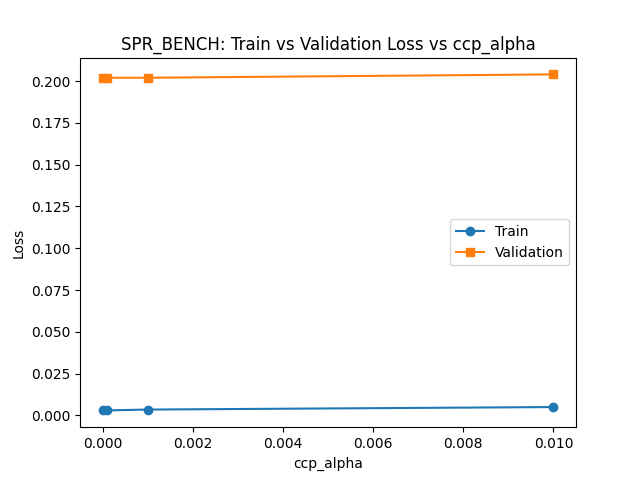 SPR_BENCH: Train vs Validation Loss vs ccp_alpha
0.200
0.175
0.150
0.125
0.100
0.075
0.050
0.025
0.000
Loss
Train
Validation
0.000 0.002 0.004 0.006 0.008 0.010
ccp_alpha